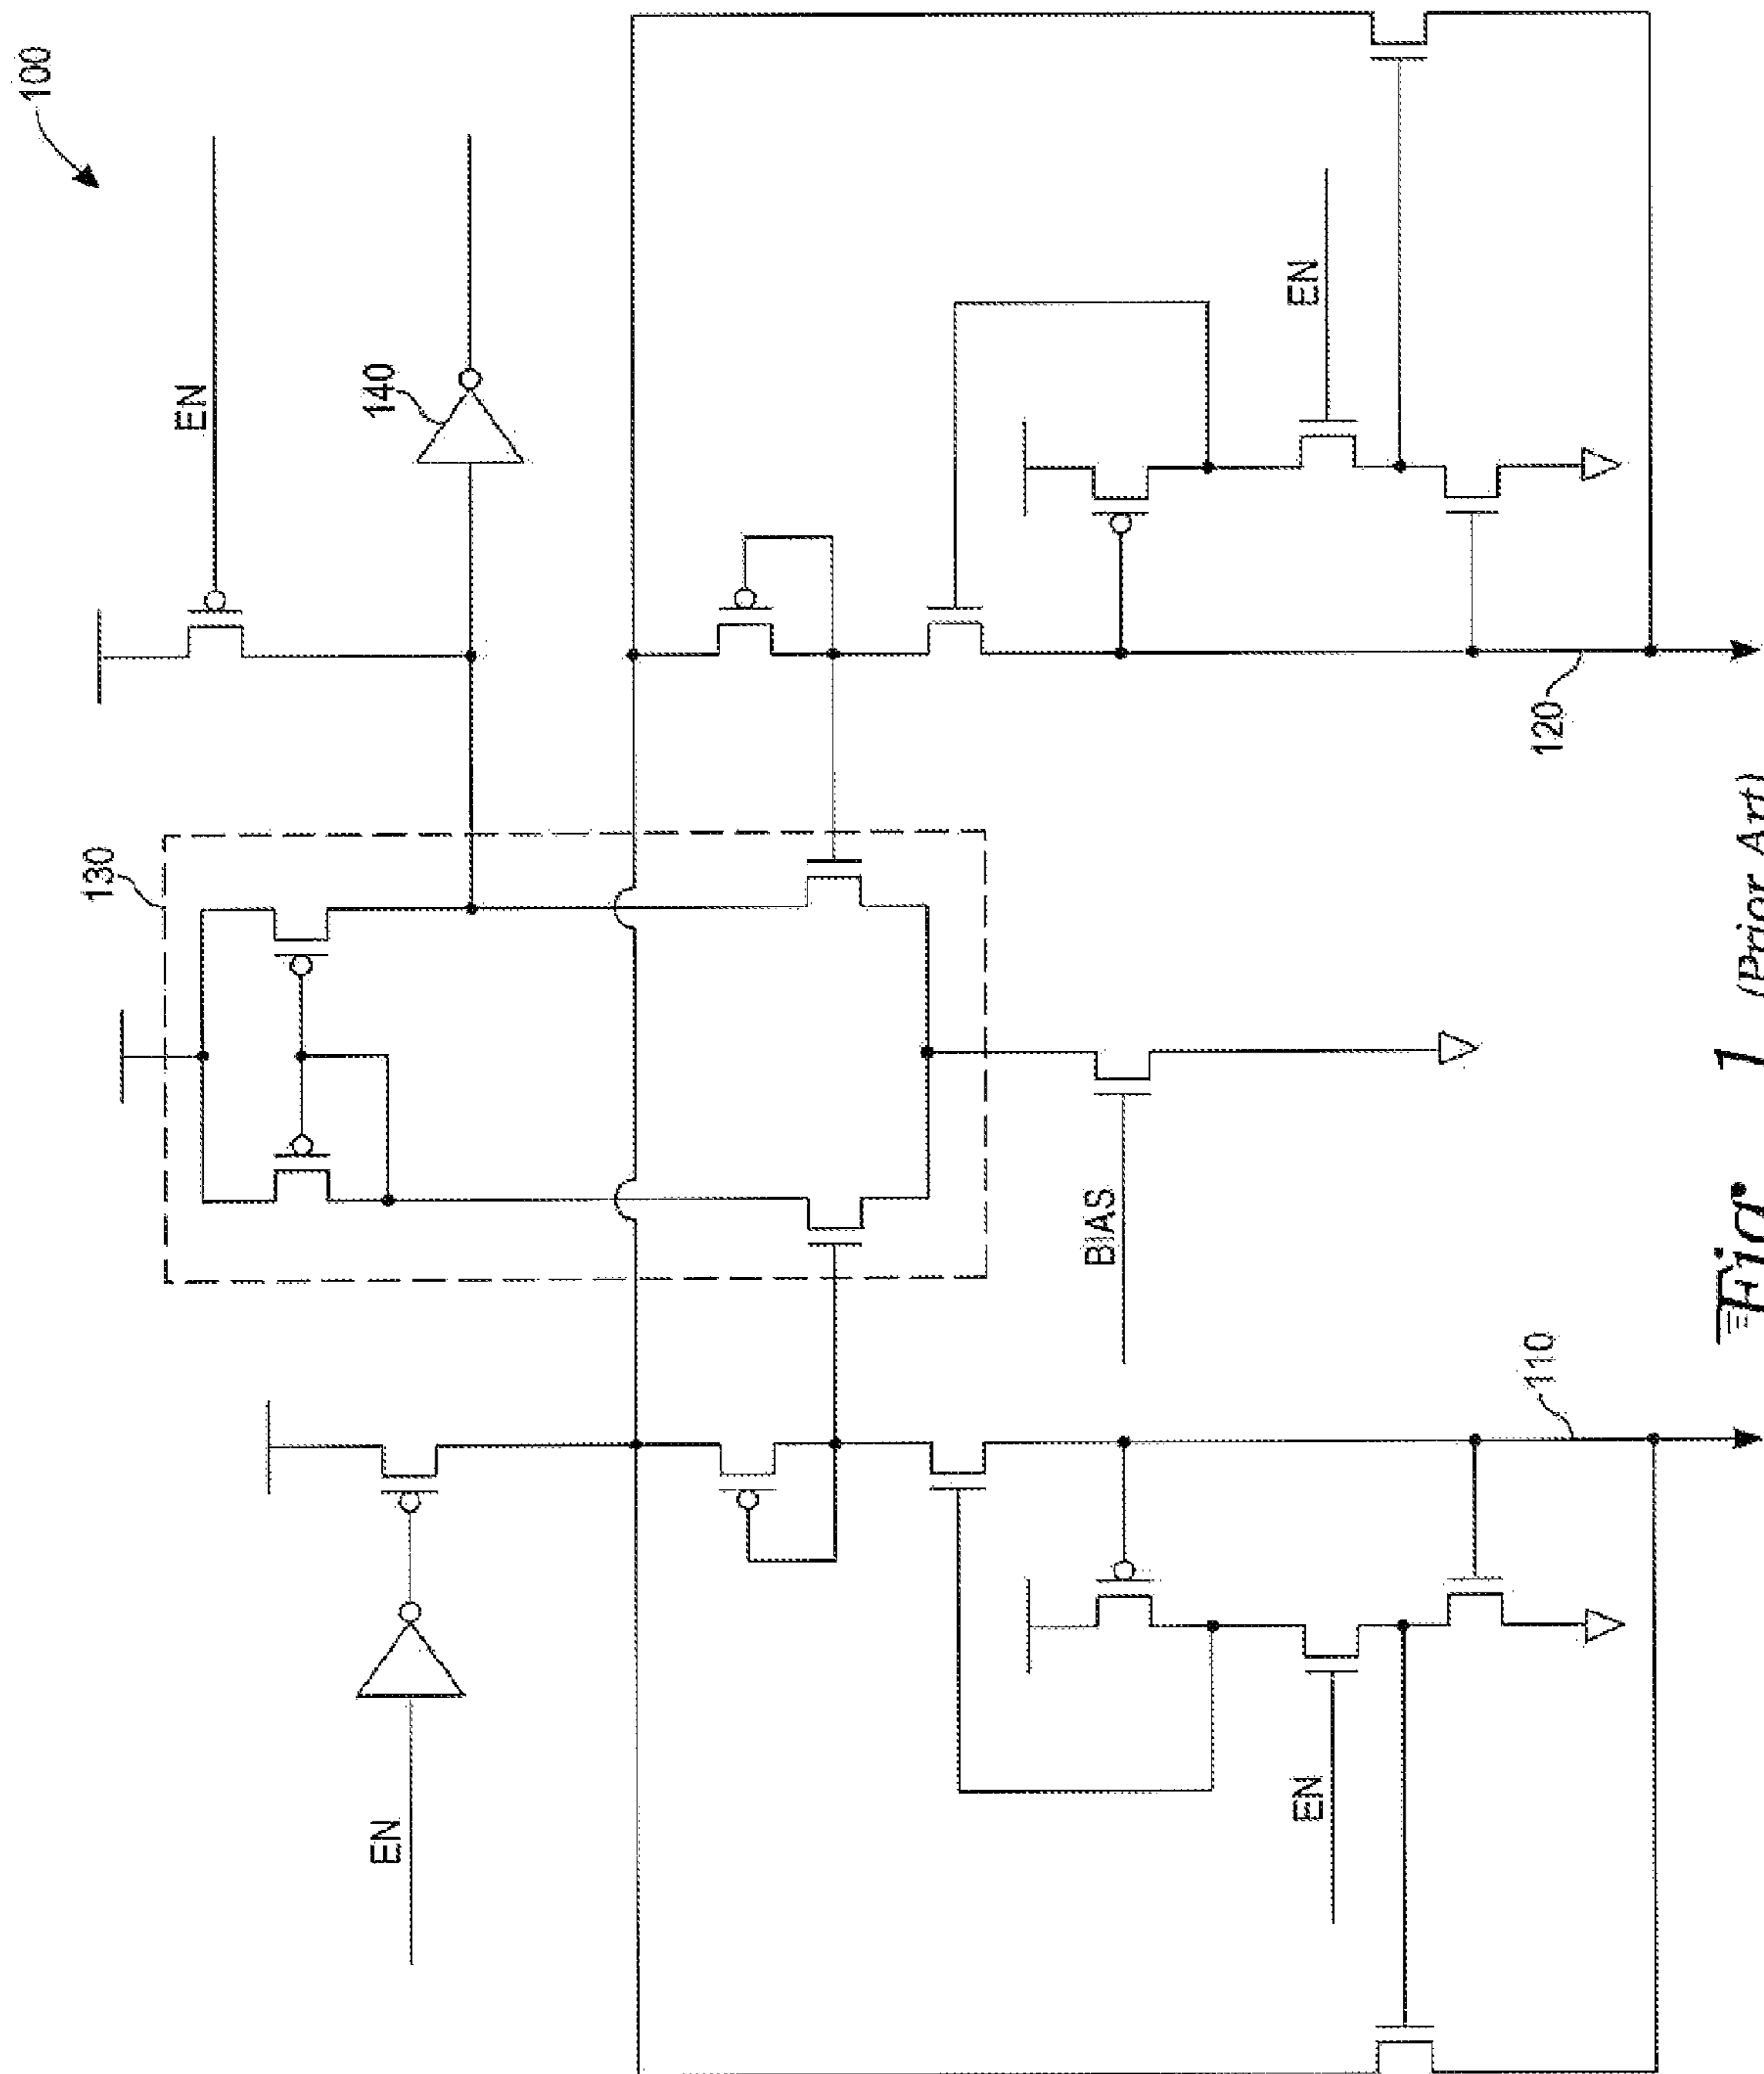 100
EN
140
130
EN
EN
BIAS
EN
120
110
Fig. 1 (Prior Art)